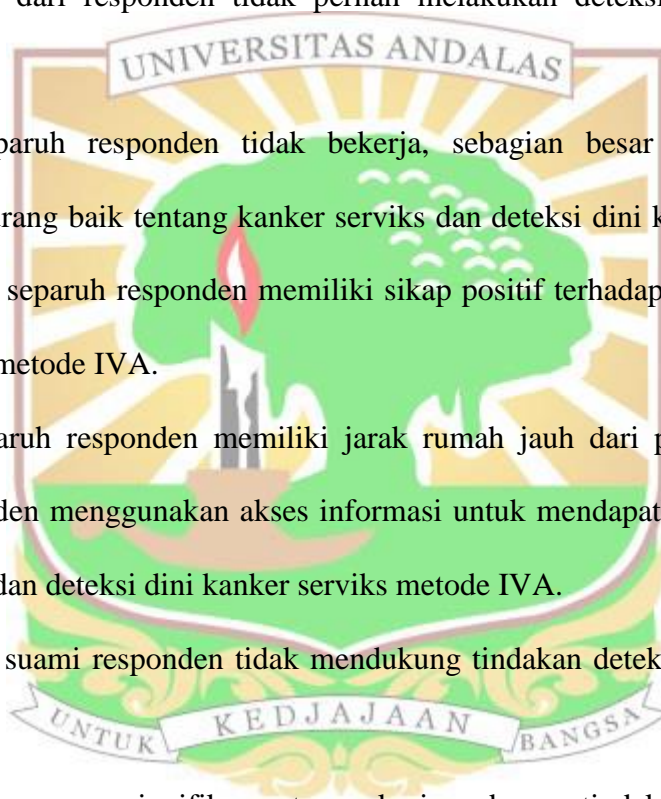 dari responden tidak pernah melakukan deteksi
UNIVERSITAS ANDALAS
paruh responden tidak bekerja, sebagian besar
rang baik tentang kanker serviks dan deteksi dini
separuh responden memiliki sikap positif terhadap
metode IVA.
aruh responden memiliki jarak rumah jauh dari
den menggunakan akses informasi untuk mendapat
dan deteksi dini kanker serviks metode IVA.
suami responden tidak mendukung tindakan detek
UNTUK KEDJAJAAN BANGSA